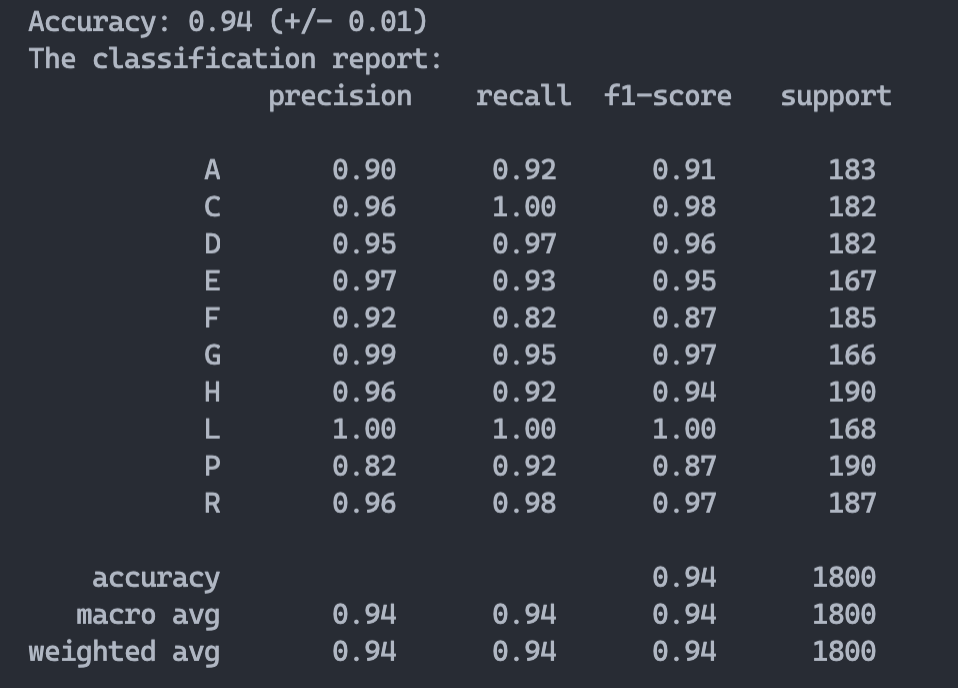 Accuracy: 0.94 (+/- 0.01)
The classification report:
precision recall f1-score support
A 0.90 0.92 0.91 183
C 0.96 1.00 0.98 182
D 0.95 0.97 0.96 182
E 0.97 0.93 0.95 167
F 0.92 0.82 0.87 185
G 0.99 0.95 0.97 166
H 0.96 0.92 0.94 190
L 1.00 1.00 1.00 168
P 0.82 0.92 0.87 190
R 0.96 0.98 0.97 187
accuracy 0.94 1800
macro avg 0.94 0.94 0.94 1800
weighted avg 0.94 0.94 0.94 1800